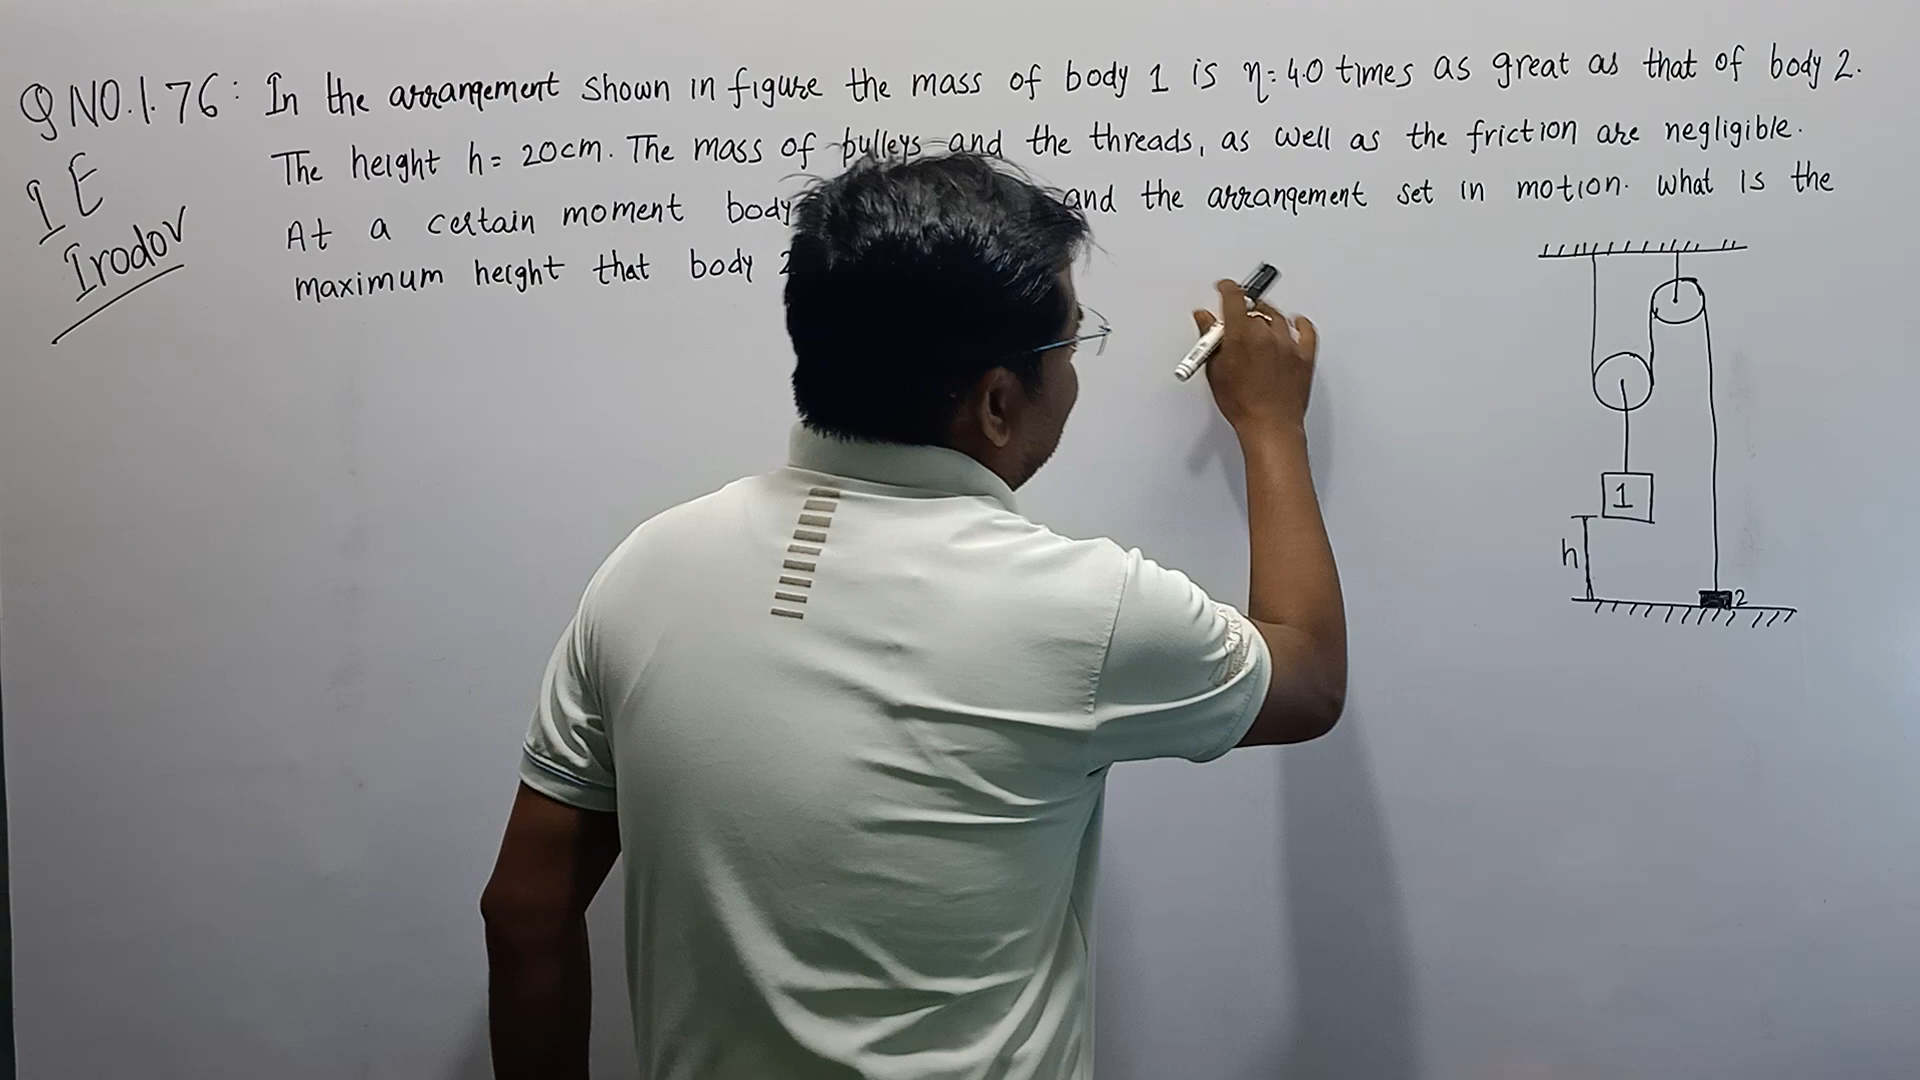 Q NO.1.76: In the arrangement shown in figure the mass of body 1 is η=4.0 times as great as that of body 2.
The height h= 20cm. The mass of pulleys and the threads, as well as the friction are negligible.
At a certain moment body and the arrangement set in motion. what is the
maximum height that body 2
I E
Irodov
1
h
2